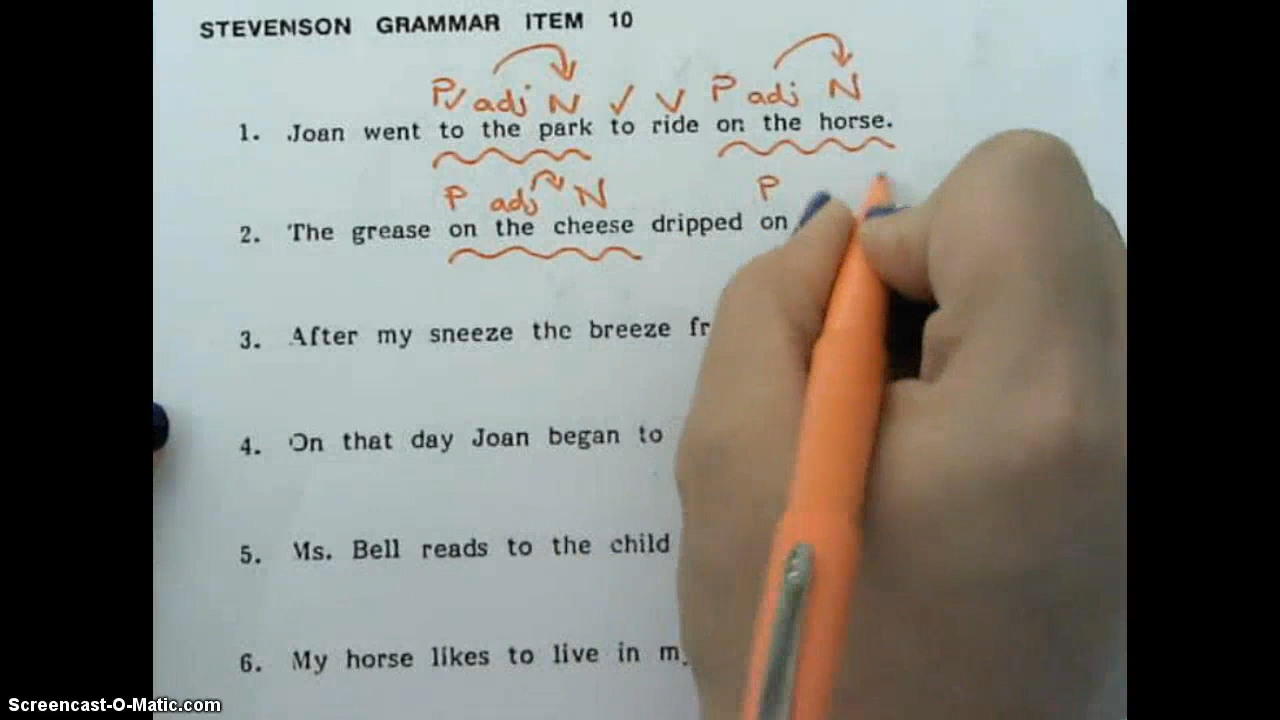 STEVENSON GRAMMAR ITEM 10
P✓ adj N ✓ V P adj N
1. Joan went to the park to ride on the horse.
P adj N P
2. The grease on the cheese dripped on
3. After my sneeze the breeze fr
4. On that day Joan began to
5. Ms. Bell reads to the child
6. My horse likes to live in my
Screencast-O-Matic.com